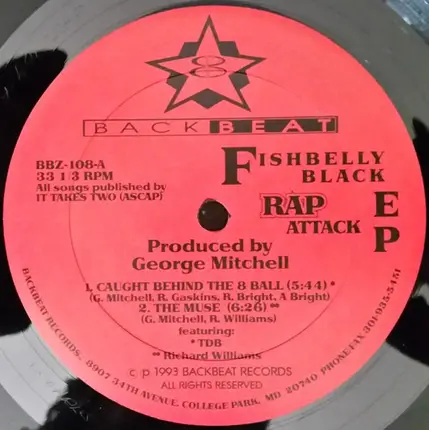 8
BACKBEAT
BBZ-108-A
33 1/3 RPM
All songs published by
IT TAKES TWO (ASCAP)
FISHBELLY
BLACK
RAP
ATTACK
EP
Produced by
George Mitchell
1. CAUGHT BEHIND THE 8 BALL (5:44) *
(G. Mitchell, R. Gaskins, R. Bright, A Bright)
2. THE MUSE (6:26) **
(G. Mitchell, R. Williams)
featuring:
* TDB
** Richard Williams
c p 1993 BACKBEAT RECORDS
ALL RIGHTS RESERVED
BACKBEAT RECORDS, 8907 34TH AVENUE, COLLEGE PARK, MD 20740 PHONE/FAX 301-935-5451